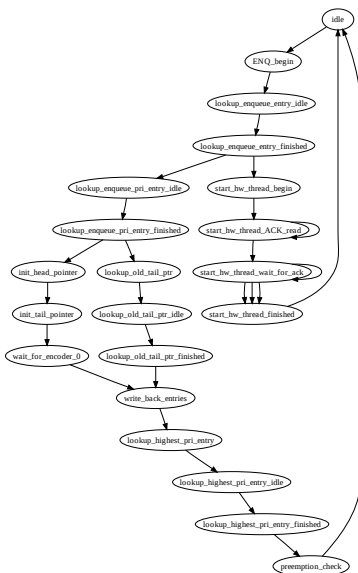 idle
ENQ_begin
lookup_enqueue_entry_idle
lookup_enqueue_entry_finished
lookup_enqueue_pri_entry_idle
start_hw_thread_begin
lookup_enqueue_pri_entry_finished
start_hw_thread_ACK_read
init_head_pointer
lookup_old_tail_ptr
start_hw_thread_wait_for_ack
init_tail_pointer
lookup_old_tail_ptr_idle
start_hw_thread_finished
wait_for_encoder_0
lookup_old_tail_ptr_finished
write_back_entries
lookup_highest_pri_entry
lookup_highest_pri_entry_idle
lookup_highest_pri_entry_finished
preemption_check